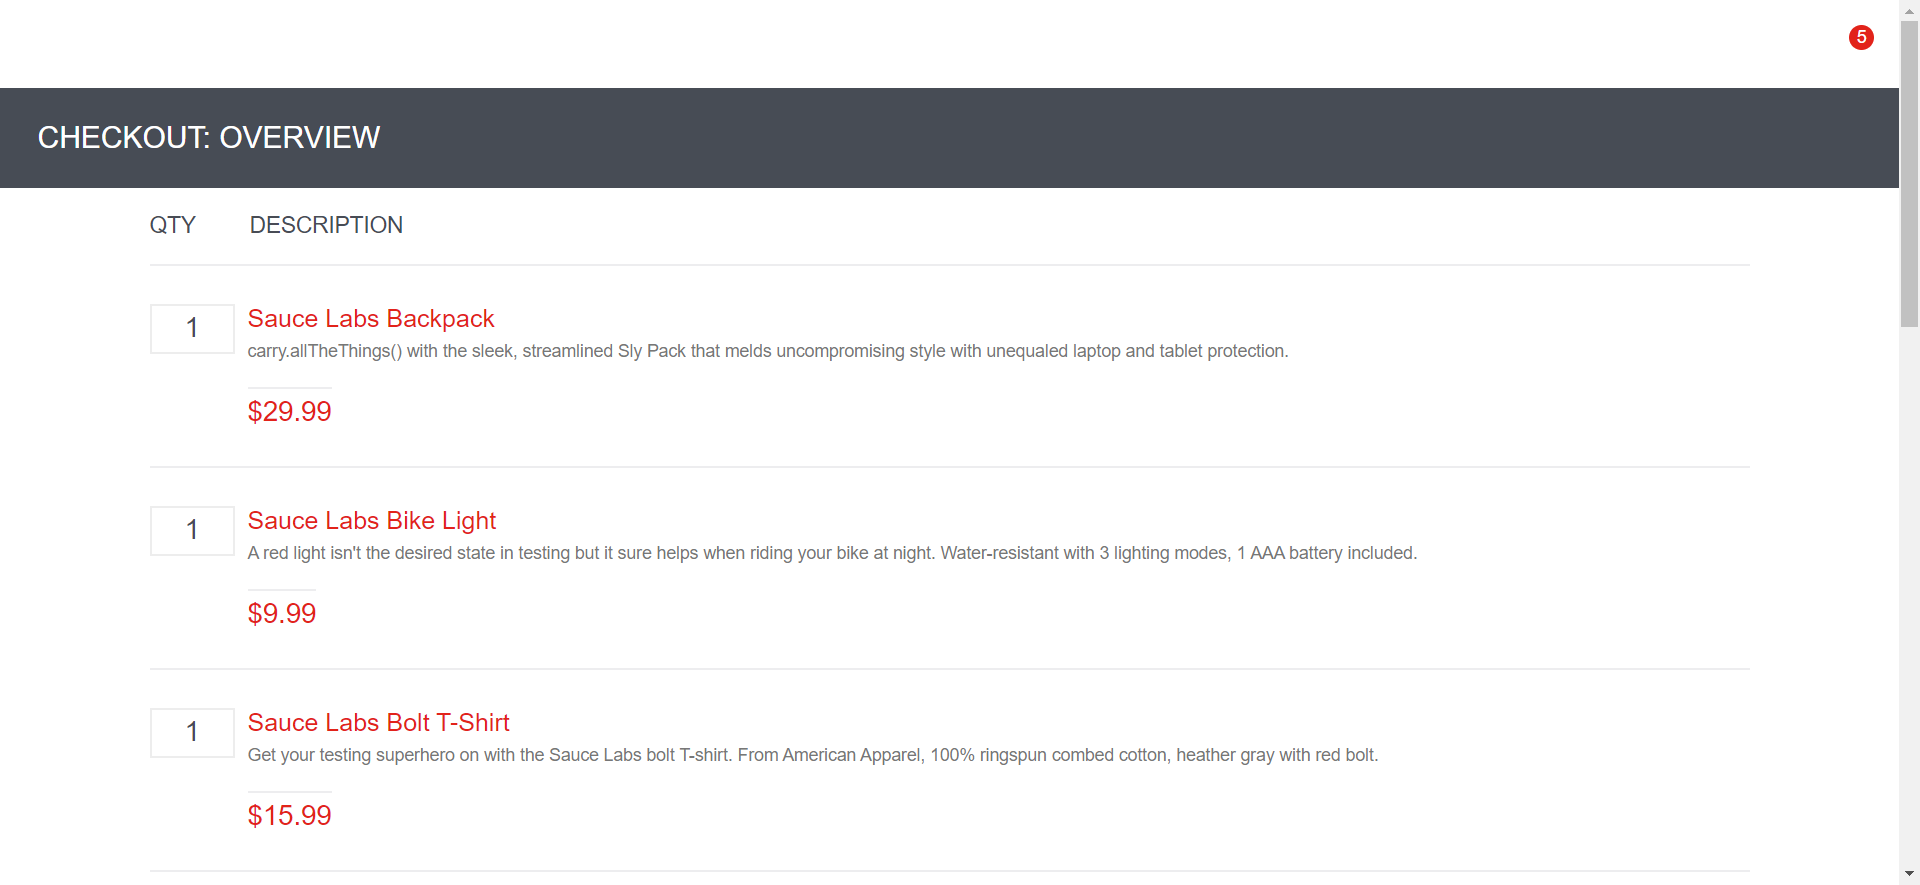 5
CHECKOUT: OVERVIEW
QTY DESCRIPTION
1 Sauce Labs Backpack
carry.allTheThings() with the sleek, streamlined Sly Pack that melds uncompromising style with unequaled laptop and tablet protection.
$29.99
1 Sauce Labs Bike Light
A red light isn't the desired state in testing but it sure helps when riding your bike at night. Water-resistant with 3 lighting modes, 1 AAA battery included.
$9.99
1 Sauce Labs Bolt T-Shirt
Get your testing superhero on with the Sauce Labs bolt T-shirt. From American Apparel, 100% ringspun combed cotton, heather gray with red bolt.
$15.99